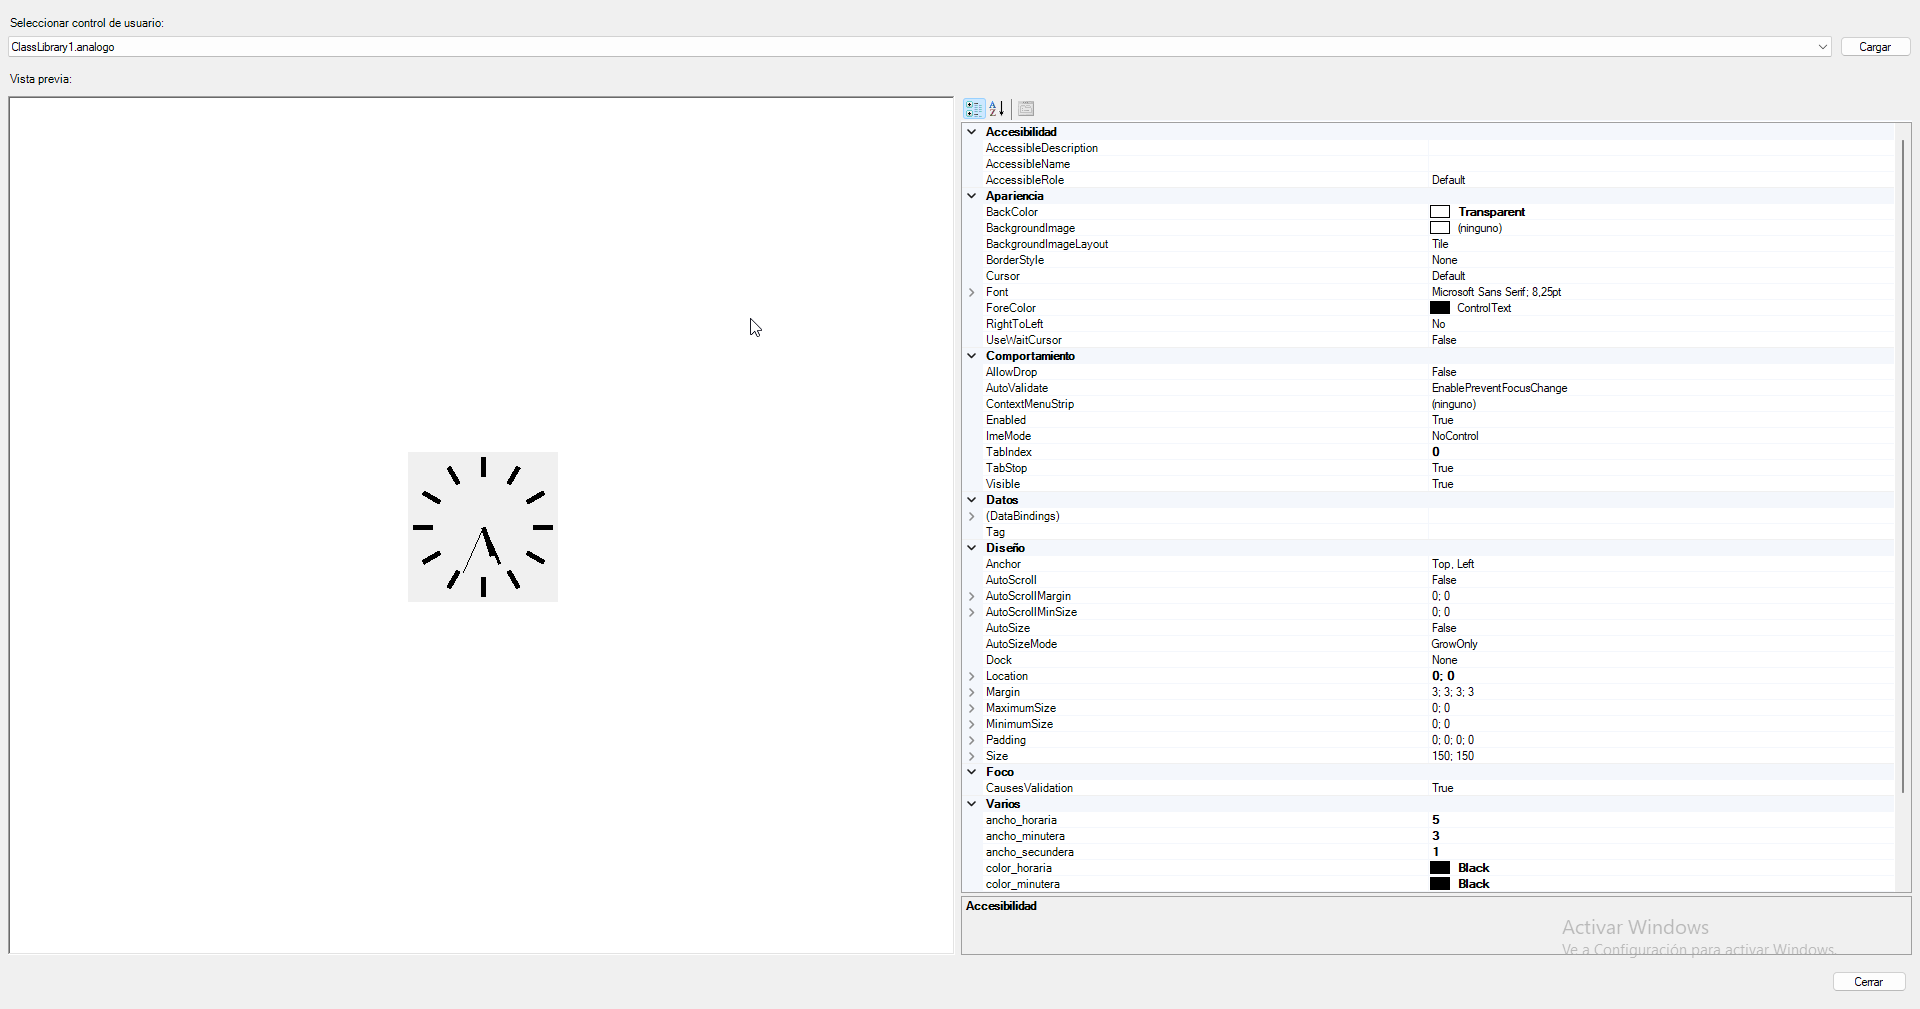 Seleccionar control de usuario:
ClassLibrary1.analogo
Cargar
Vista previa:
Accesibilidad
AccessibleDescription
AccessibleName
AccessibleRole Default
Apariencia
BackColor Transparent
BackgroundImage (ninguno)
BackgroundImageLayout Tile
BorderStyle None
Cursor Default
Font Microsoft Sans Serif; 8,25pt
ForeColor ControlText
RightToLeft No
UseWaitCursor False
Comportamiento
AllowDrop False
AutoValidate EnablePreventFocusChange
ContextMenuStrip (ninguno)
Enabled True
ImeMode NoControl
TabIndex 0
TabStop True
Visible True
Datos
(DataBindings)
Tag
Diseño
Anchor Top, Left
AutoScroll False
AutoScrollMargin 0; 0
AutoScrollMinSize 0; 0
AutoSize False
AutoSizeMode GrowOnly
Dock None
Location 0; 0
Margin 3; 3; 3; 3
MaximumSize 0; 0
MinimumSize 0; 0
Padding 0; 0; 0; 0
Size 150; 150
Foco
CausesValidation True
Varios
ancho_horaria 5
ancho_minutera 3
ancho_secundera 1
color_horaria Black
color_minutera Black
Accesibilidad
Activar Windows
Ve a Configuración para activar Windows.
Cerrar